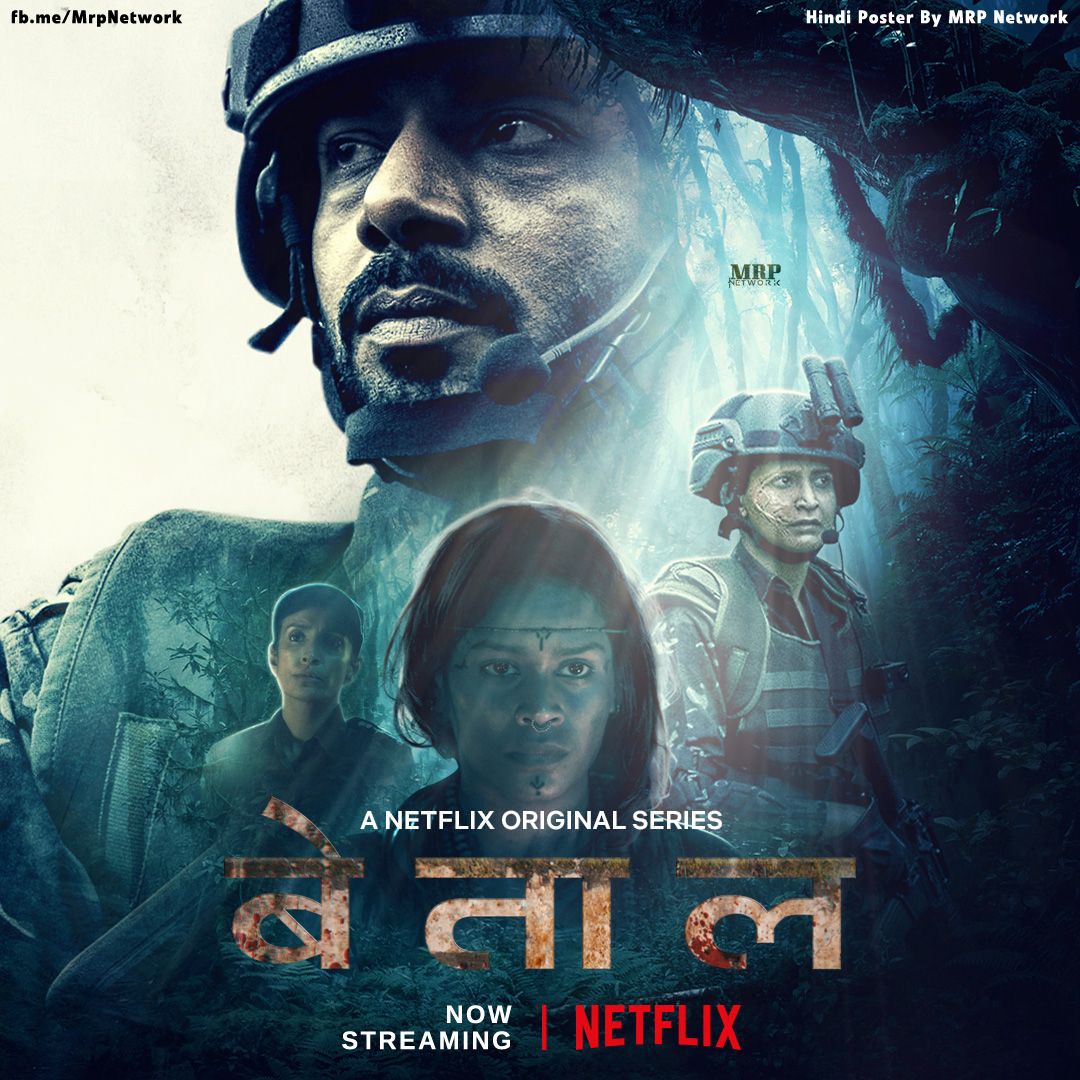 fb.me/MrpNetwork
Hindi Poster By MRP Network
MRP
NETWORK
A NETFLIX ORIGINAL SERIES
बेताल
NOW
STREAMING
NETFLIX